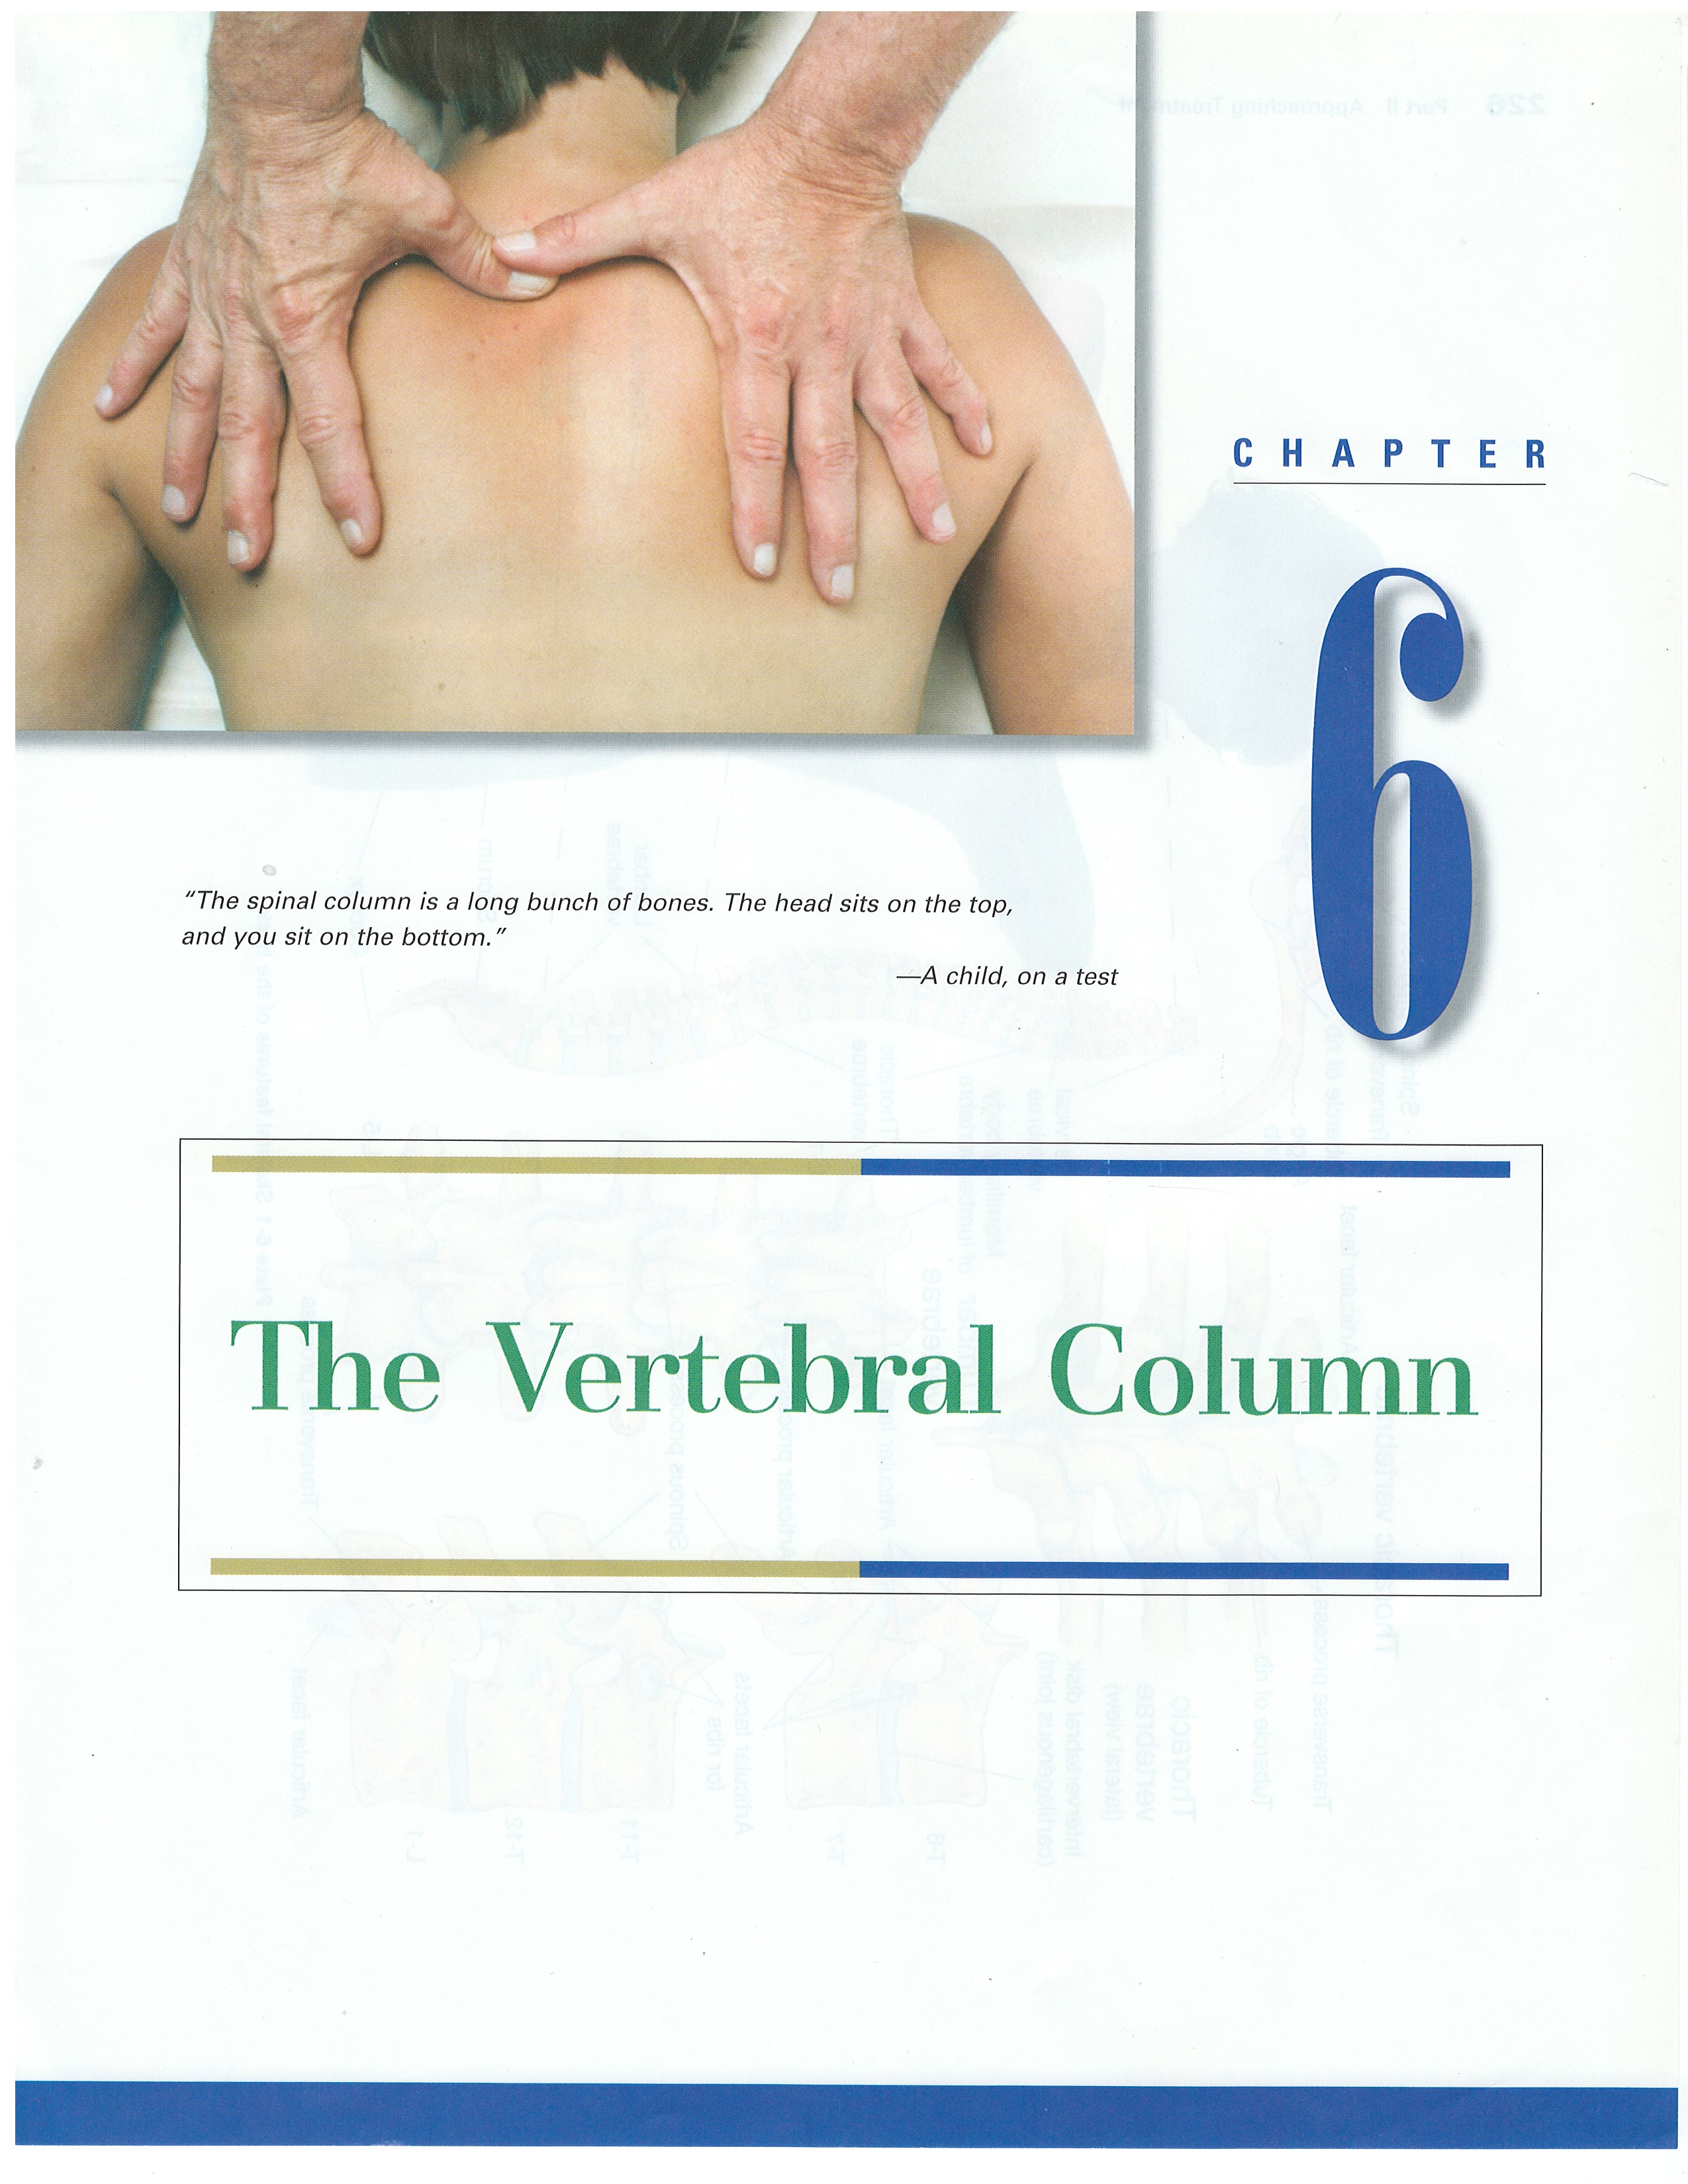 CHAPTER
6
“The spinal column is a long bunch of bones. The head sits on the top,
and you sit on the bottom.”
—A child, on a test
The Vertebral Column